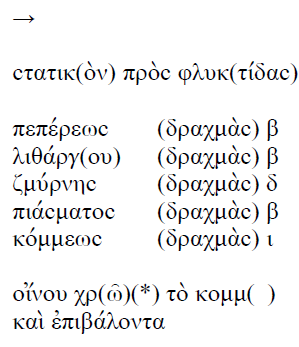 →
ϲτατικ(ὸν) πρὸϲ φλυκ(τίδαϲ)
πεπέρεωϲ (δραχμὰϲ) β
λιθάργ(ου) (δραχμὰϲ) β
ζμύρνηϲ (δραχμὰϲ) δ
πιάϲματοϲ (δραχμὰϲ) β
κόμμεωϲ (δραχμὰϲ) ι
οἴνου χρ(ῶ)(*) τὸ κομμ( )
καὶ ἐπιβάλοντα